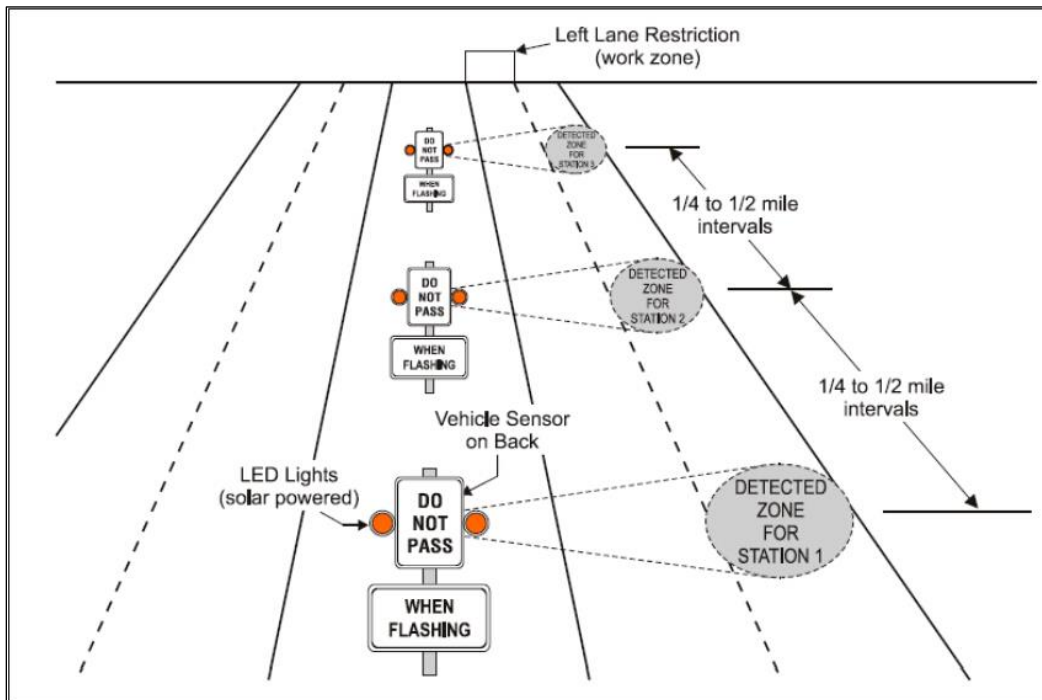 Left Lane Restriction
(work zone)
DO
NOT
PASS
WHEN
FLASHING
DETECTED
ZONE
FOR
STATION 3
1/4 to 1/2 mile
intervals
DO
NOT
PASS
WHEN
FLASHING
DETECTED
ZONE
FOR
STATION 2
1/4 to 1/2 mile
intervals
Vehicle Sensor
on Back
LED Lights
(solar powered)
DO
NOT
PASS
WHEN
FLASHING
DETECTED
ZONE
FOR
STATION 1